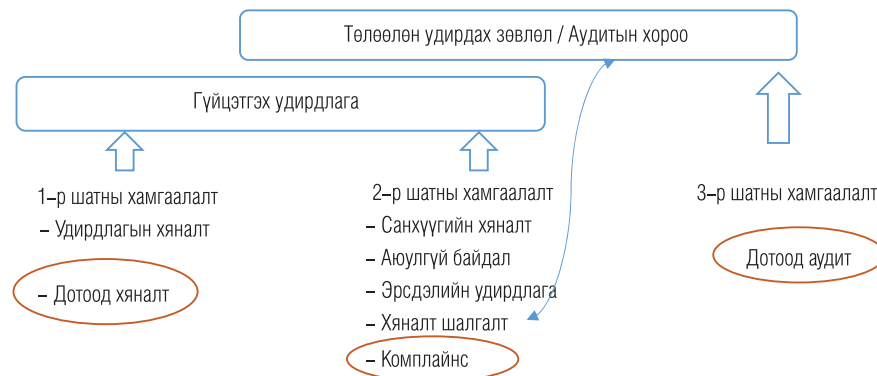 Төлөөлөн удирдах зөвлөл / Аудитын хороо
Гүйцэтгэх удирдлага
1–р шатны хамгаалалт
– Удирдлагын хяналт
– Дотоод хяналт
2–р шатны хамгаалалт
– Санхүүгийн хяналт
– Аюулгүй байдал
– Эрсдэлийн удирдлага
– Хяналт шалгалт
– Комплайнс
3–р шатны хамгаалалт
Дотоод аудит